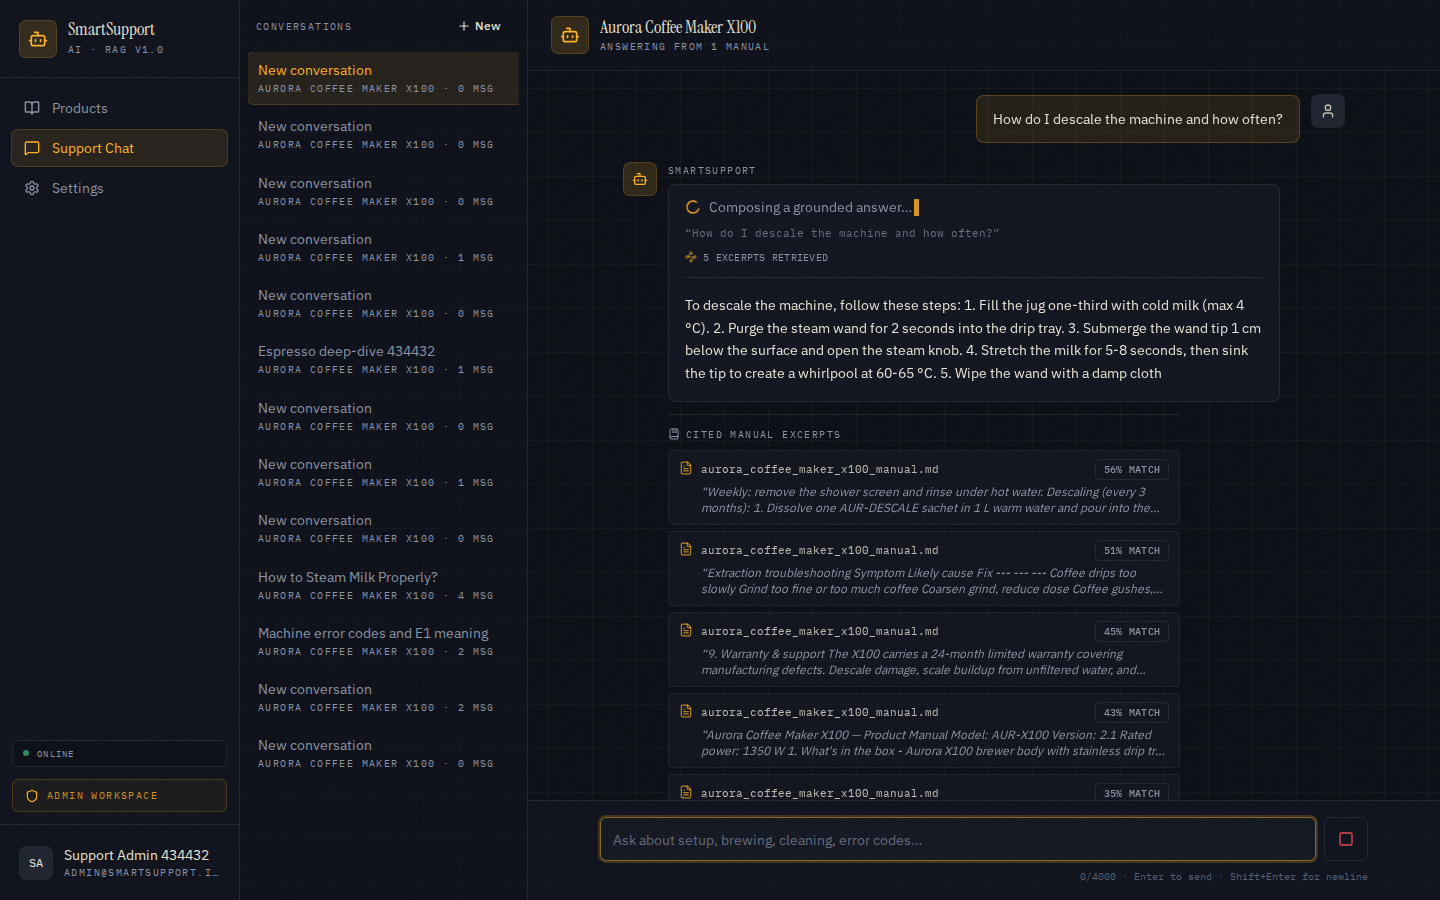 SmartSupport
AI · RAG V1.0
Products
Support Chat
Settings
ONLINE
ADMIN WORKSPACE
SA
Support Admin 434432
ADMIN@SMARTSUPPORT.I…
CONVERSATIONS
+ New
New conversation
AURORA COFFEE MAKER X100 · 0 MSG
New conversation
AURORA COFFEE MAKER X100 · 0 MSG
New conversation
AURORA COFFEE MAKER X100 · 0 MSG
New conversation
AURORA COFFEE MAKER X100 · 1 MSG
New conversation
AURORA COFFEE MAKER X100 · 0 MSG
Espresso deep-dive 434432
AURORA COFFEE MAKER X100 · 1 MSG
New conversation
AURORA COFFEE MAKER X100 · 0 MSG
New conversation
AURORA COFFEE MAKER X100 · 1 MSG
New conversation
AURORA COFFEE MAKER X100 · 0 MSG
How to Steam Milk Properly?
AURORA COFFEE MAKER X100 · 4 MSG
Machine error codes and E1 meaning
AURORA COFFEE MAKER X100 · 2 MSG
New conversation
AURORA COFFEE MAKER X100 · 2 MSG
New conversation
AURORA COFFEE MAKER X100 · 0 MSG
Aurora Coffee Maker X100
ANSWERING FROM 1 MANUAL
How do I descale the machine and how often?
SMARTSUPPORT
Composing a grounded answer…
“How do I descale the machine and how often?”
5 EXCERPTS RETRIEVED
To descale the machine, follow these steps: 1. Fill the jug one-third with cold milk (max 4
°C). 2. Purge the steam wand for 2 seconds into the drip tray. 3. Submerge the wand tip 1 cm
below the surface and open the steam knob. 4. Stretch the milk for 5-8 seconds, then sink
the tip to create a whirlpool at 60-65 °C. 5. Wipe the wand with a damp cloth
CITED MANUAL EXCERPTS
aurora_coffee_maker_x100_manual.md
56% MATCH
“Weekly: remove the shower screen and rinse under hot water. Descaling (every 3
months): 1. Dissolve one AUR-DESCALE sachet in 1 L warm water and pour into the…
aurora_coffee_maker_x100_manual.md
51% MATCH
“Extraction troubleshooting Symptom Likely cause Fix --- --- --- Coffee drips too
slowly Grind too fine or too much coffee Coarsen grind, reduce dose Coffee gushes,…
aurora_coffee_maker_x100_manual.md
45% MATCH
“9. Warranty & support The X100 carries a 24-month limited warranty covering
manufacturing defects. Descale damage, scale buildup from unfiltered water, and…
aurora_coffee_maker_x100_manual.md
43% MATCH
“Aurora Coffee Maker X100 — Product Manual Model: AUR-X100 Version: 2.1 Rated
power: 1350 W 1. What's in the box - Aurora X100 brewer body with stainless drip tr…
aurora_coffee_maker_x100_manual.md
35% MATCH
Ask about setup, brewing, cleaning, error codes…
0/4000 · Enter to send · Shift+Enter for newline